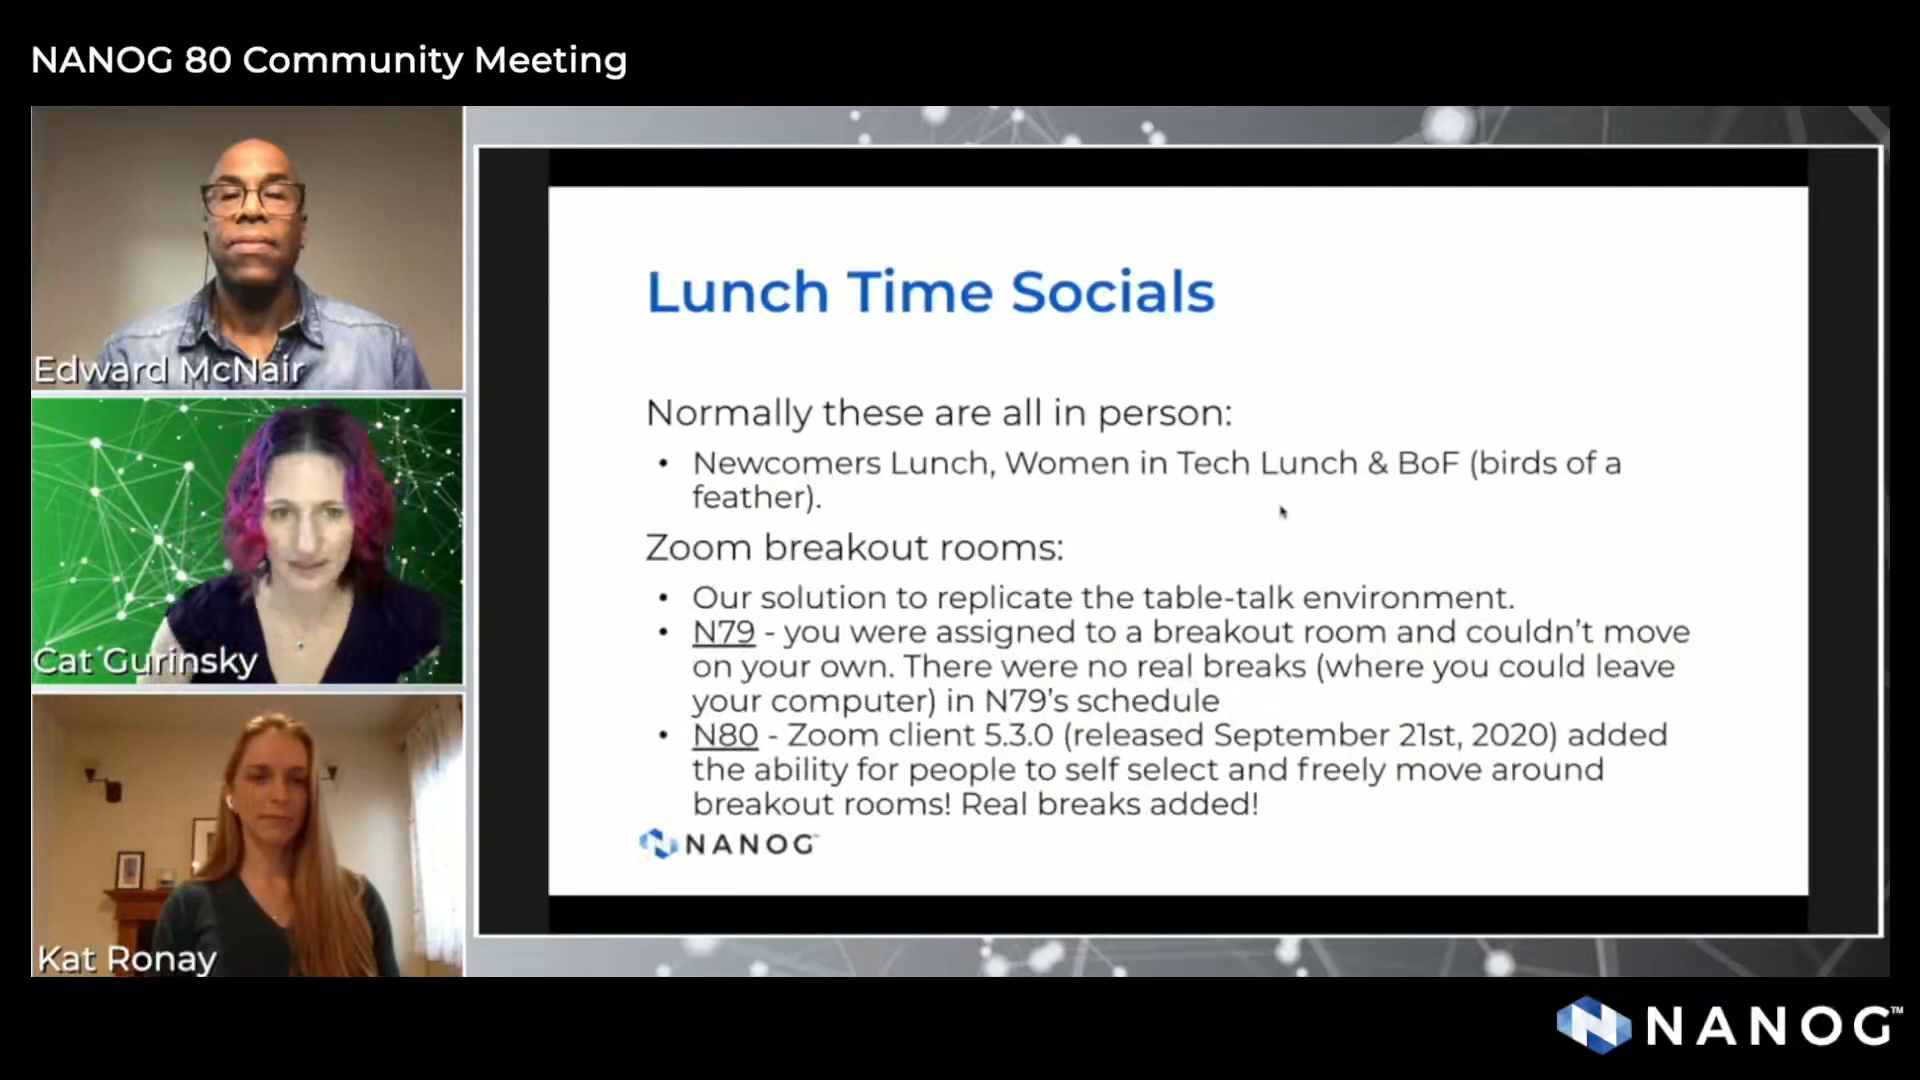 NANOG 80 Community Meeting
Edward McNair
Cat Gurinsky
Kat Ronay
Lunch Time Socials
Normally these are all in person:
• Newcomers Lunch, Women in Tech Lunch & BoF (birds of a
feather).
Zoom breakout rooms:
• Our solution to replicate the table-talk environment.
• N79 - you were assigned to a breakout room and couldn't move
on your own. There were no real breaks (where you could leave
your computer) in N79's schedule
• N80 - Zoom client 5.3.0 (released September 21st, 2020) added
the ability for people to self select and freely move around
breakout rooms! Real breaks added!
NANOG™
NANOG™